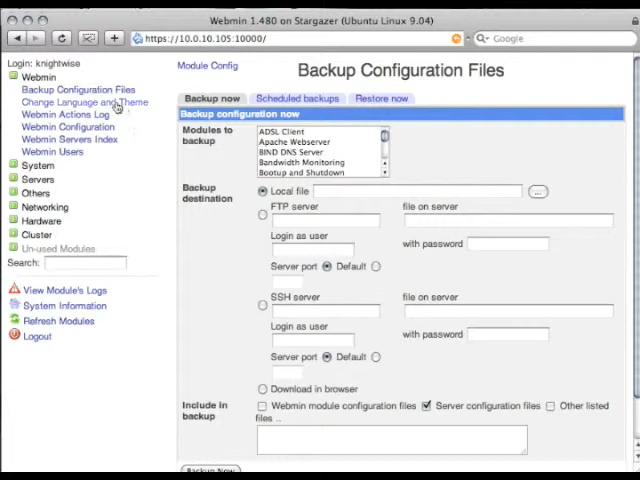 Webmin 1.480 on Stargazer (Ubuntu Linux 9.04)
https://10.0.10.105:10000/
Google
Login: knightwise
Webmin
Backup Configuration Files
Change Language and Theme
Webmin Actions Log
Webmin Configuration
Webmin Servers Index
Webmin Users
System
Servers
Others
Networking
Hardware
Cluster
Un-used Modules
Search:
View Module's Logs
System Information
Refresh Modules
Logout
Module Config
Backup Configuration Files
Backup now
Scheduled backups
Restore now
Backup configuration now
Modules to
backup
ADSL Client
Apache Webserver
BIND DNS Server
Bandwidth Monitoring
Bootup and Shutdown
Backup
destination
Local file
...
FTP server
file on server
Login as user
with password
Server port Default
SSH server
file on server
Login as user
with password
Server port Default
Download in browser
Include in
backup
Webmin module configuration files Server configuration files Other listed
files ..
Backup Now